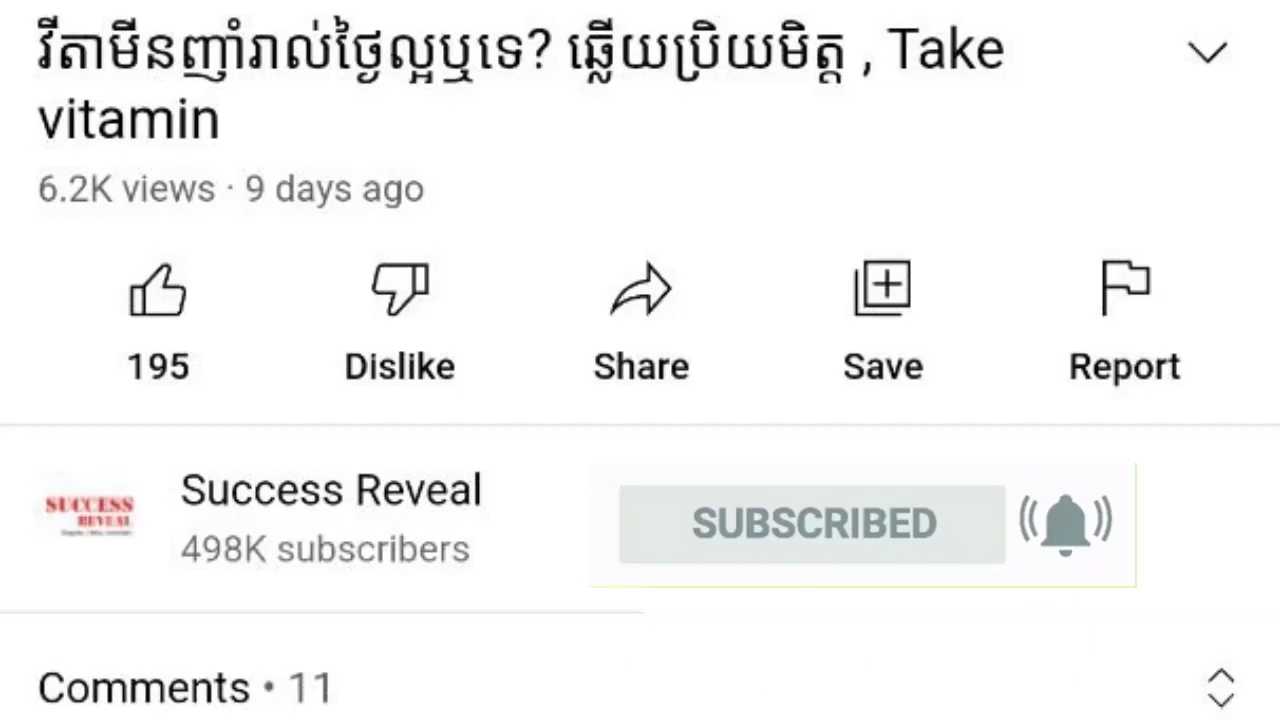 វីតាមីនញ៉ាំរាល់ថ្ងៃល្អឬទេ? ឆ្លើយប្រិយមិត្ត , Take
vitamin
6.2K views · 9 days ago
195 Dislike Share Save Report
SUCCESS
REVEAL
Success Reveal
498K subscribers
SUBSCRIBED
Comments • 11